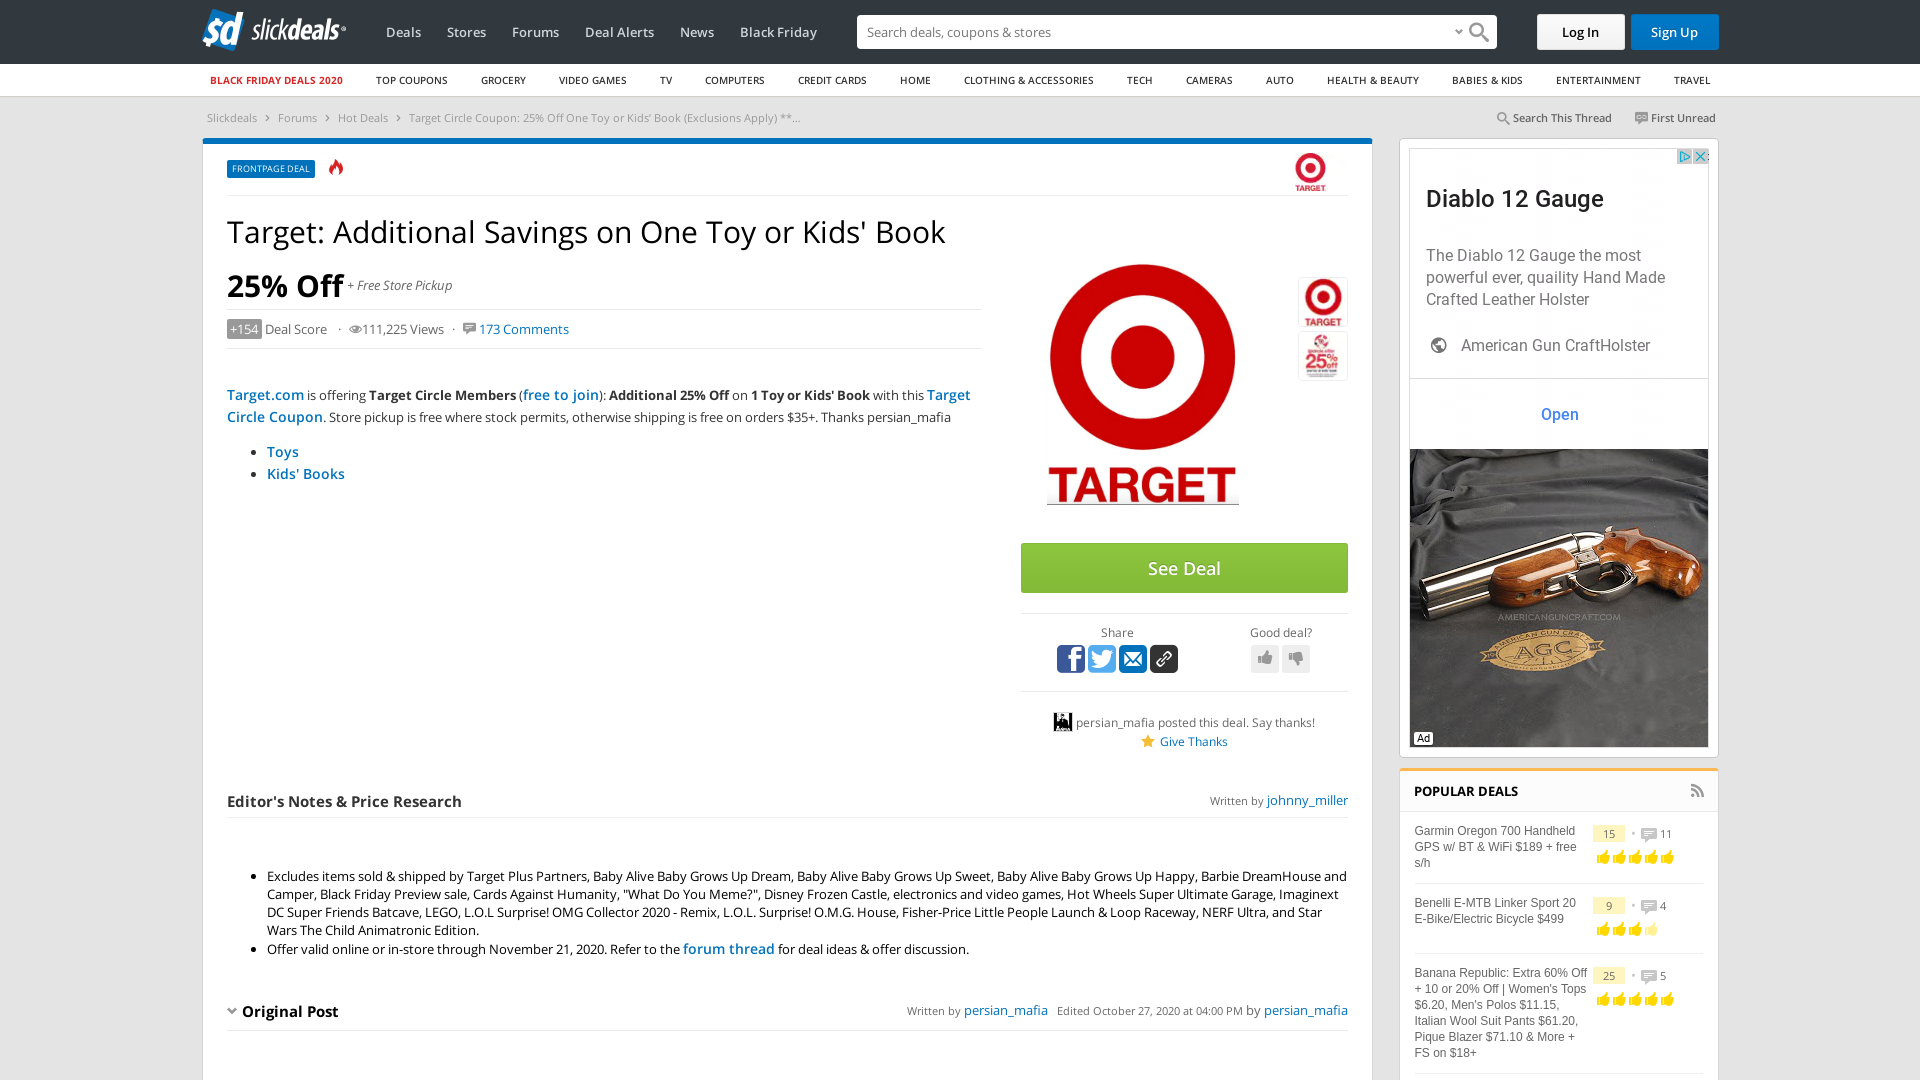 sd slickdeals
Deals Stores Forums Deal Alerts News Black Friday
Search deals, coupons & stores
Log In Sign Up
BLACK FRIDAY DEALS 2020 TOP COUPONS GROCERY VIDEO GAMES TV COMPUTERS CREDIT CARDS HOME CLOTHING & ACCESSORIES TECH CAMERAS AUTO HEALTH & BEAUTY BABIES & KIDS ENTERTAINMENT TRAVEL
Slickdeals Forums Hot Deals Target Circle Coupon: 25% Off One Toy or Kids' Book (Exclusions Apply) **...
Search This Thread First Unread
FRONTPAGE DEAL
TARGET
Target: Additional Savings on One Toy or Kids' Book
25% Off + Free Store Pickup
+154 Deal Score · 111,225 Views · 173 Comments
Target.com is offering Target Circle Members (free to join): Additional 25% Off on 1 Toy or Kids' Book with this Target
Circle Coupon. Store pickup is free where stock permits, otherwise shipping is free on orders $35+. Thanks persian_mafia
• Toys
• Kids' Books
TARGET
TARGET
25% off
See Deal
Share Good deal?
persian_mafia posted this deal. Say thanks!
Give Thanks
Editor's Notes & Price Research
Written by johnny_miller
• Excludes items sold & shipped by Target Plus Partners, Baby Alive Baby Grows Up Dream, Baby Alive Baby Grows Up Sweet, Baby Alive Baby Grows Up Happy, Barbie DreamHouse and
Camper, Black Friday Preview sale, Cards Against Humanity, "What Do You Meme?", Disney Frozen Castle, electronics and video games, Hot Wheels Super Ultimate Garage, Imaginext
DC Super Friends Batcave, LEGO, L.O.L Surprise! OMG Collector 2020 - Remix, L.O.L. Surprise! O.M.G. House, Fisher-Price Little People Launch & Loop Raceway, NERF Ultra, and Star
Wars The Child Animatronic Edition.
• Offer valid online or in-store through November 21, 2020. Refer to the forum thread for deal ideas & offer discussion.
Original Post
Written by persian_mafia Edited October 27, 2020 at 04:00 PM by persian_mafia
Diablo 12 Gauge
The Diablo 12 Gauge the most
powerful ever, quaility Hand Made
Crafted Leather Holster
American Gun CraftHolster
Open
AMERICANGUNCRAFT.COM
AMERICAN GUN CRAFT
AGC
Ad
POPULAR DEALS
Garmin Oregon 700 Handheld
GPS w/ BT & WiFi $189 + free
s/h
15 • 11
Benelli E-MTB Linker Sport 20
E-Bike/Electric Bicycle $499
9 • 4
Banana Republic: Extra 60% Off
+ 10 or 20% Off | Women's Tops
$6.20, Men's Polos $11.15,
Italian Wool Suit Pants $61.20,
Pique Blazer $71.10 & More +
FS on $18+
25 • 5